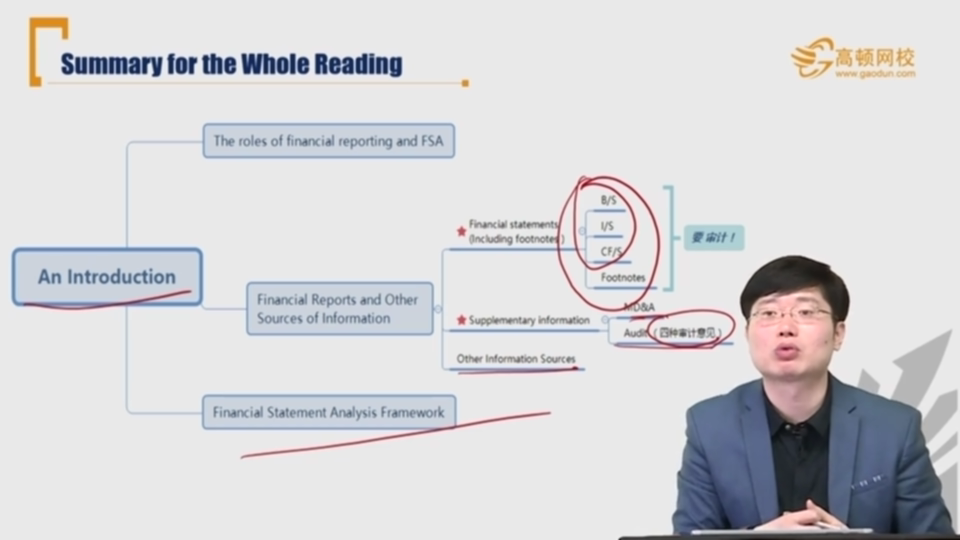 Summary for the Whole Reading
高顿网校
www.gaodun.com
The roles of financial reporting and FSA
An Introduction
Financial Reports and Other
Sources of Information
Financial statements
(Including footnotes)
B/S
I/S
CF/S
Footnotes
要 审计！
Supplementary information
MD&A
Audit（四种审计意见）
Other Information Sources
Financial Statement Analysis Framework